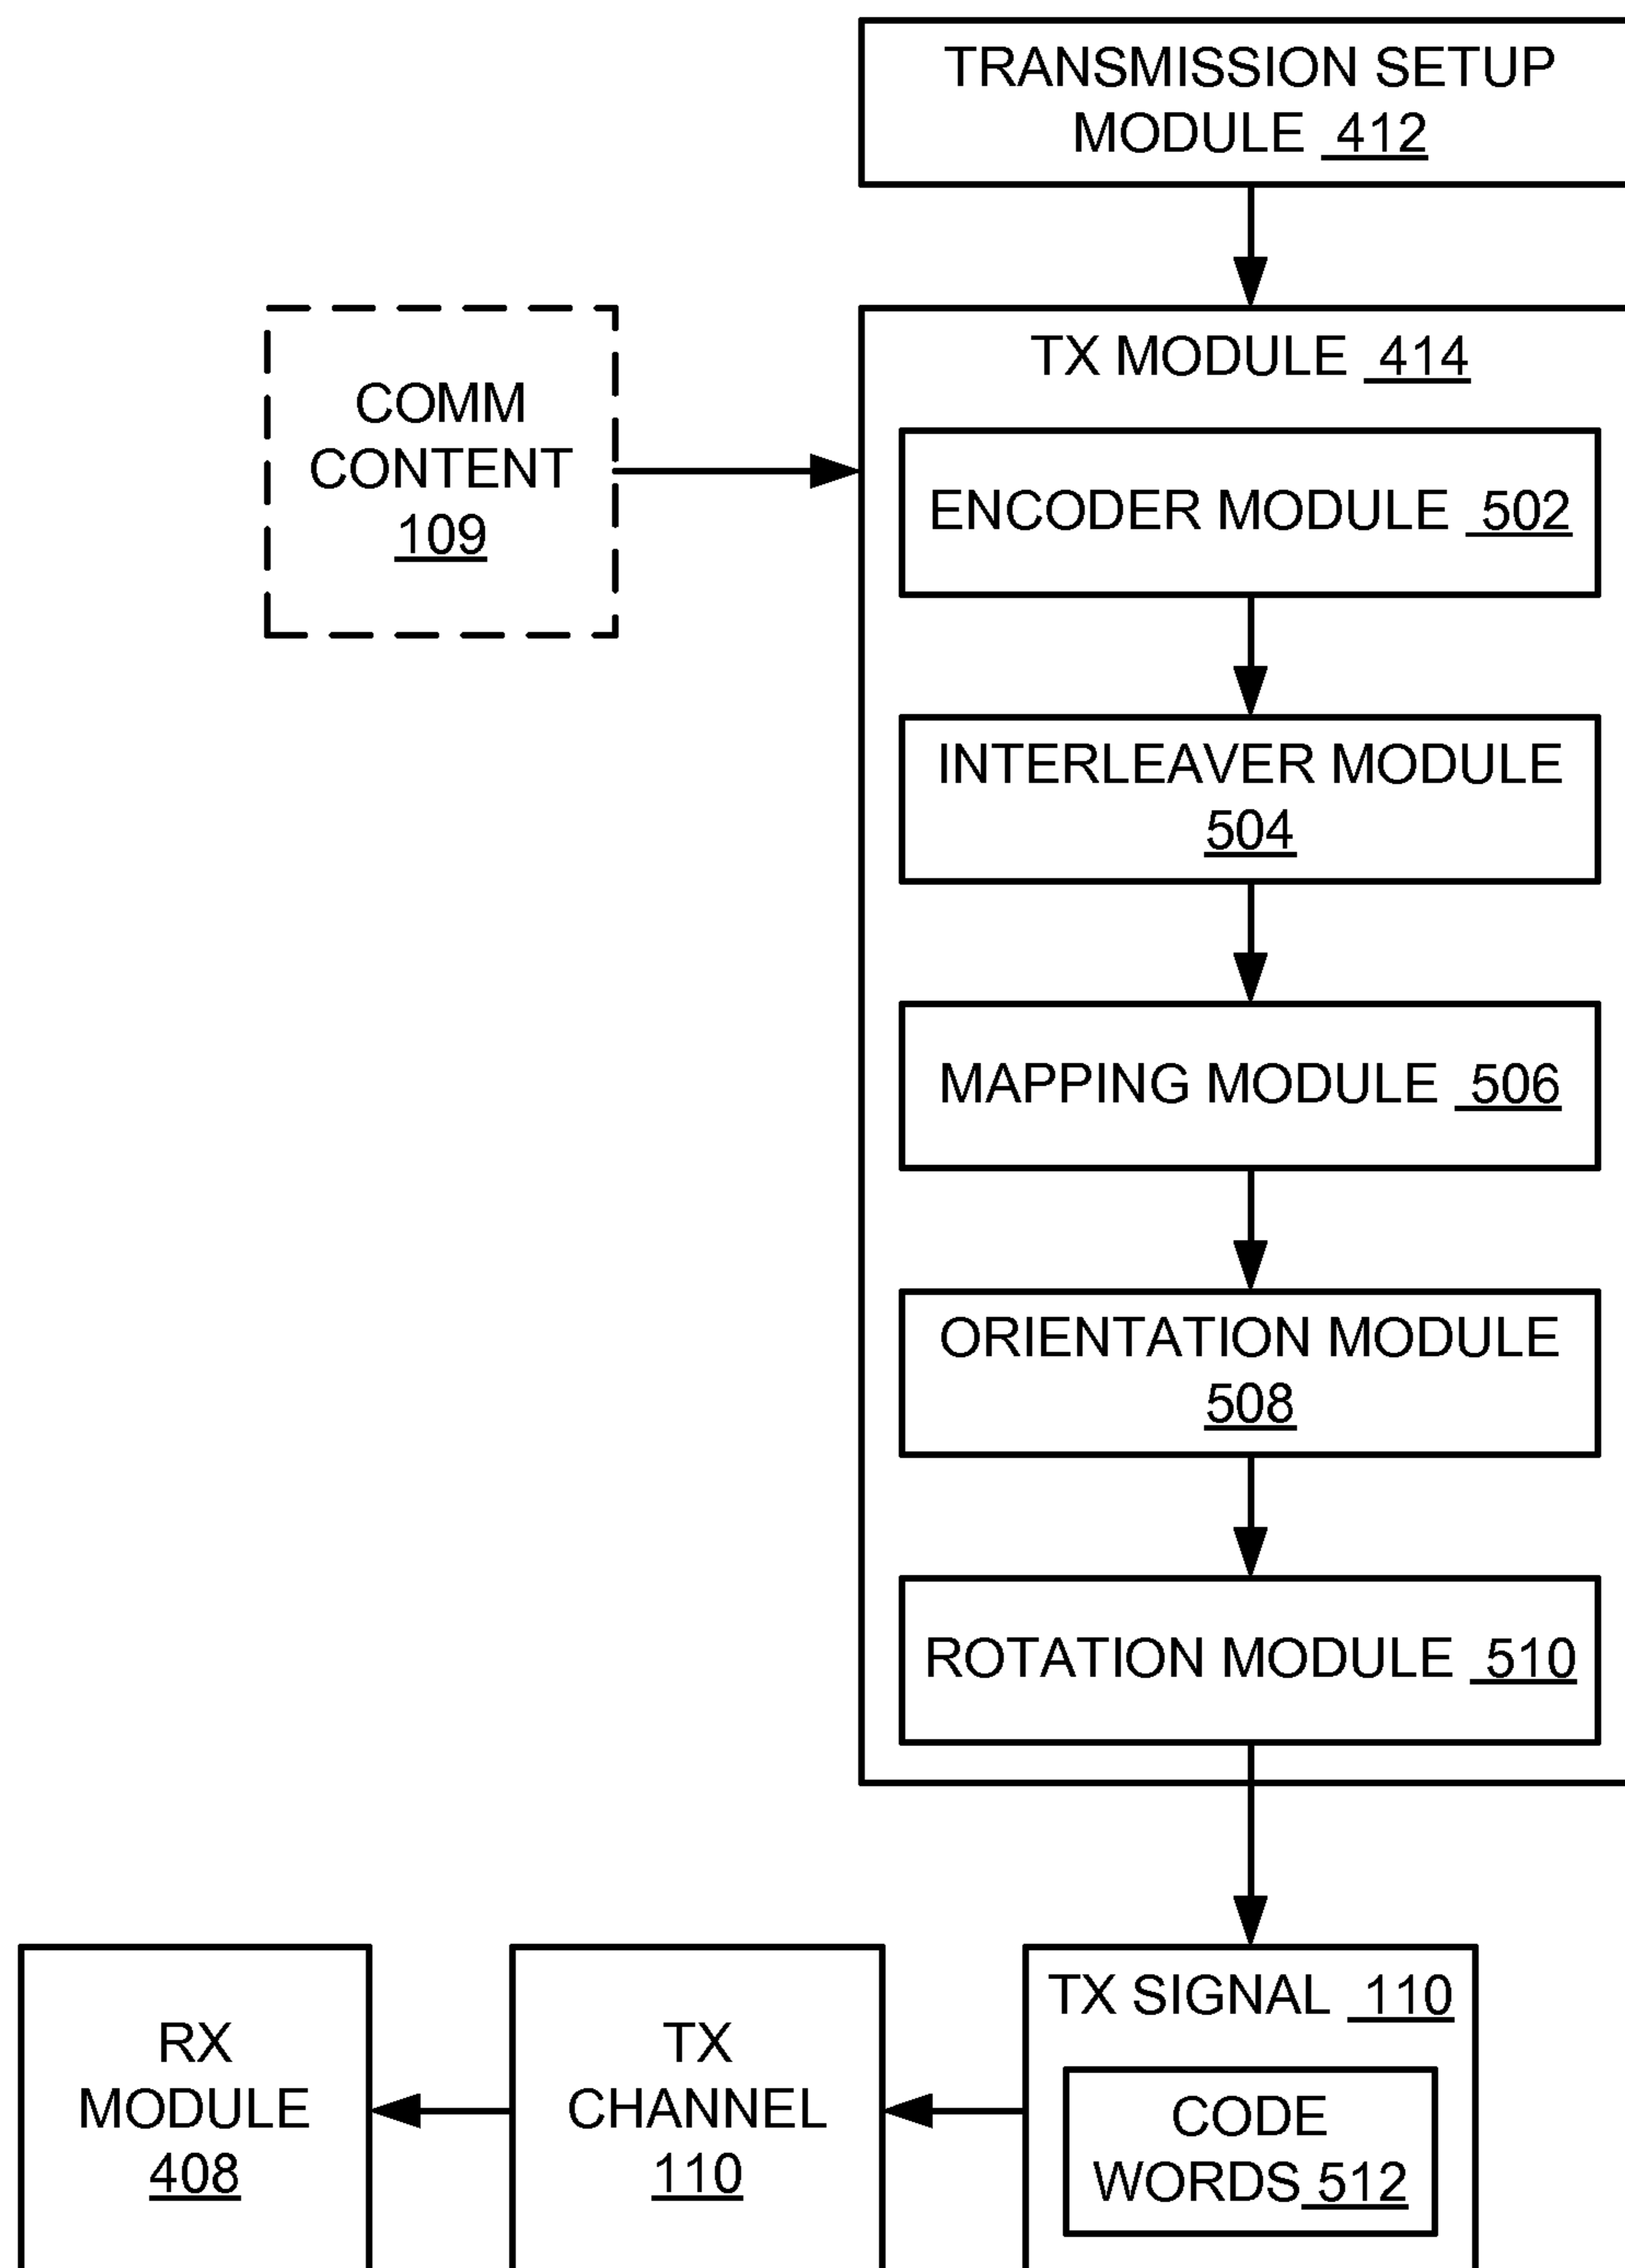 TRANSMISSION SETUP
MODULE 412
TX MODULE 414
COMM
CONTENT
109
ENCODER MODULE 502
INTERLEAVER MODULE
504
MAPPING MODULE 506
ORIENTATION MODULE
508
ROTATION MODULE 510
RX
MODULE
408
TX
CHANNEL
110
TX SIGNAL 110
CODE
WORDS 512